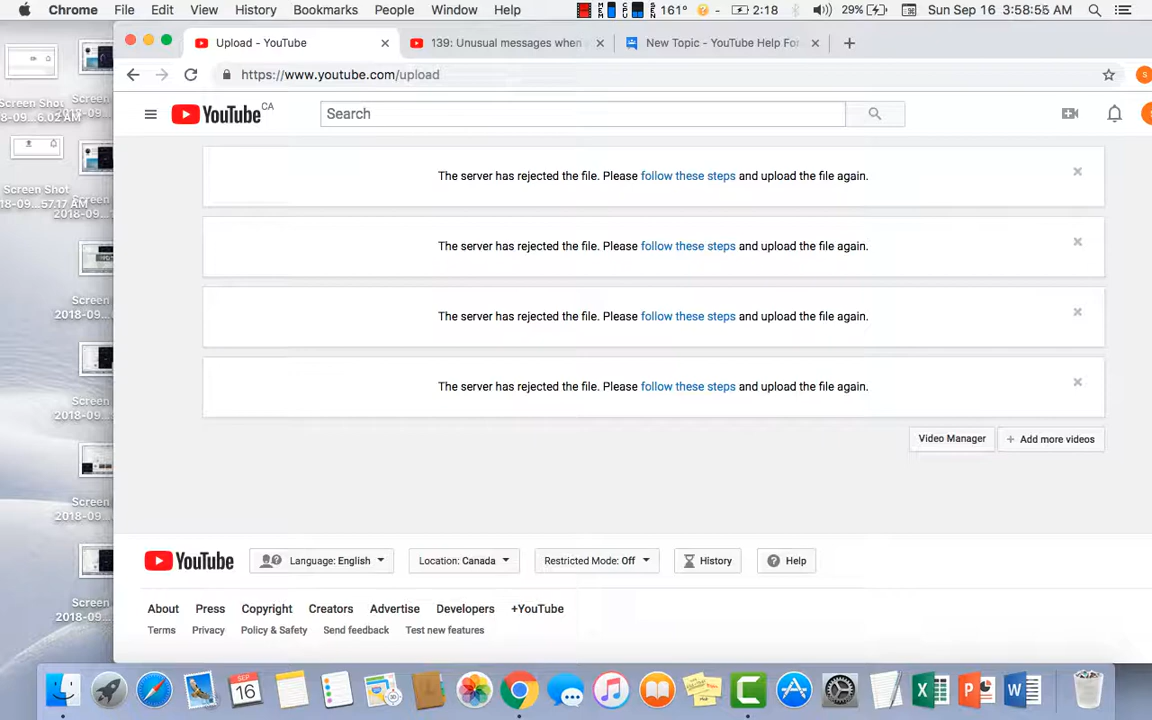 Chrome File Edit View History Bookmarks People Window Help 161° 2:18 29% Sun Sep 16 3:58:55 AM
Upload - YouTube 139: Unusual messages when New Topic - YouTube Help For
https://www.youtube.com/upload
YouTube CA Search
The server has rejected the file. Please follow these steps and upload the file again.
The server has rejected the file. Please follow these steps and upload the file again.
The server has rejected the file. Please follow these steps and upload the file again.
The server has rejected the file. Please follow these steps and upload the file again.
Video Manager + Add more videos
YouTube Language: English Location: Canada Restricted Mode: Off History Help
About Press Copyright Creators Advertise Developers +YouTube
Terms Privacy Policy & Safety Send feedback Test new features
Screen Shot
2018-09...
Screen
2018-09...
Screen
2018-09...
Screen
2018-09...
Screen
2018-09...
SEP
16